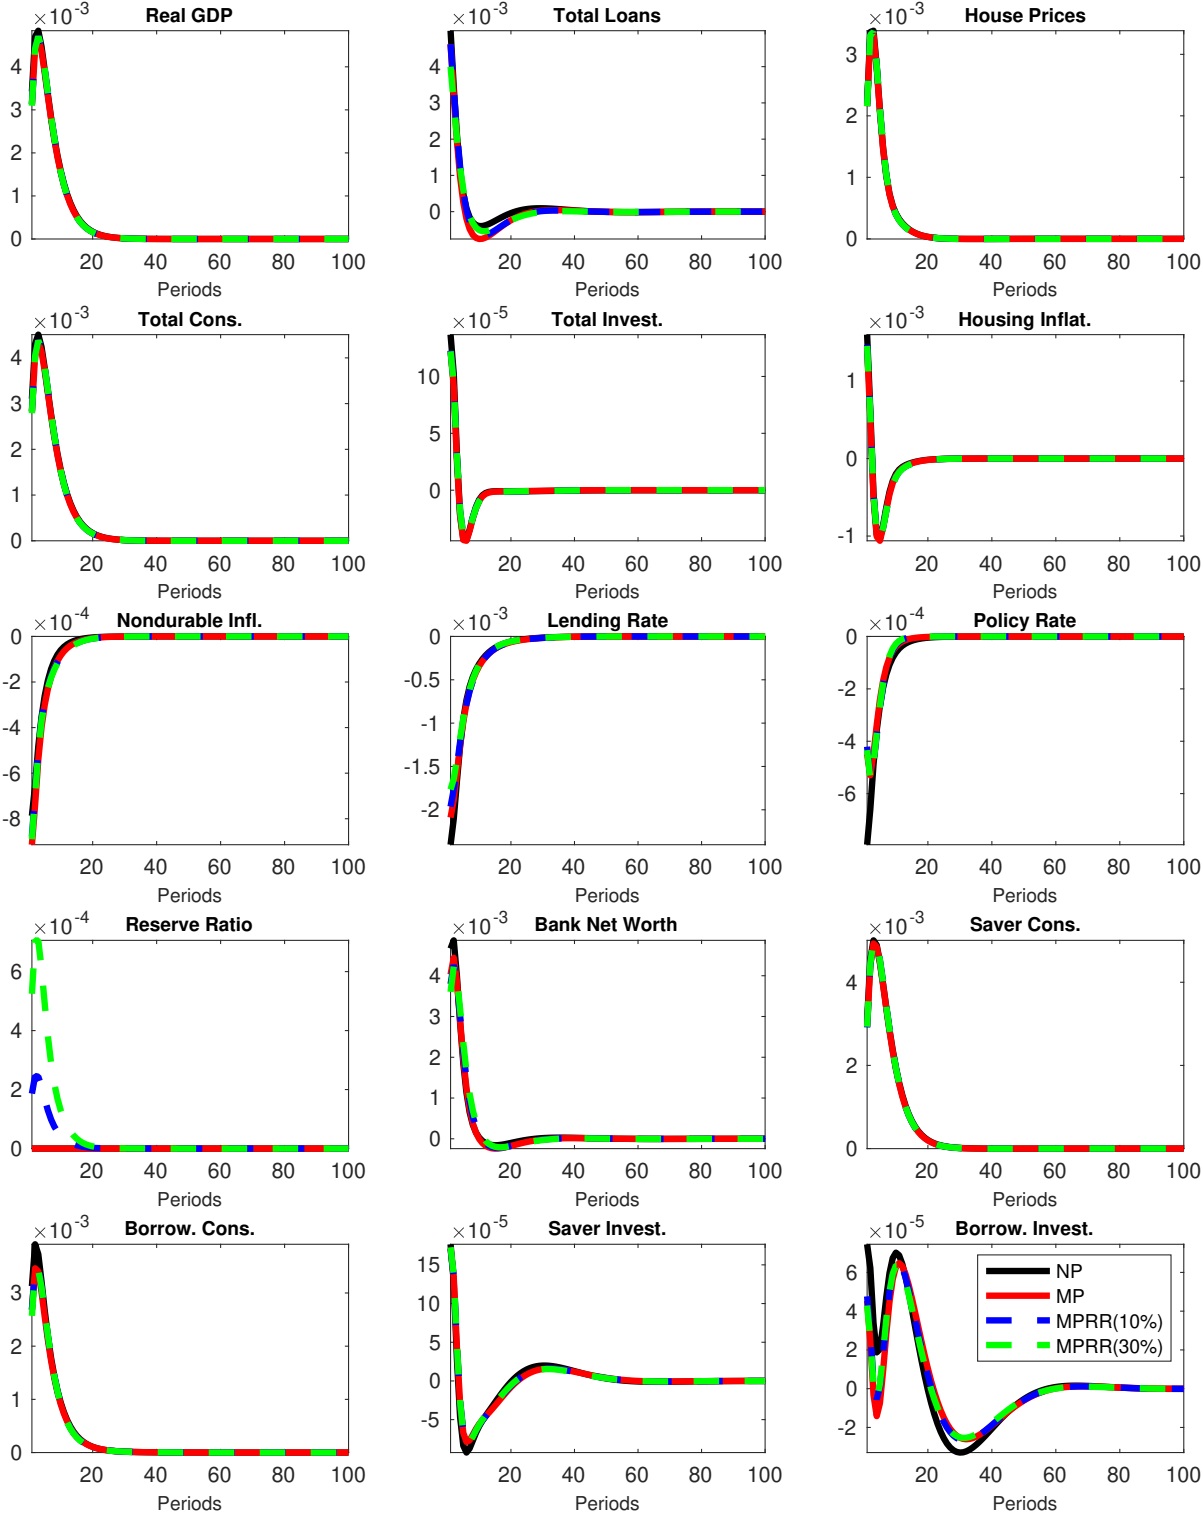 ×10⁻³ Real GDP
4
3
2
1
0
20 40 60 80 100
Periods
×10⁻³ Total Loans
4
3
2
1
0
20 40 60 80 100
Periods
×10⁻³ House Prices
3
2
1
0
20 40 60 80 100
Periods
×10⁻³ Total Cons.
4
3
2
1
0
20 40 60 80 100
Periods
×10⁻⁵ Total Invest.
10
5
0
20 40 60 80 100
Periods
×10⁻³ Housing Inflat.
1
0
-1
20 40 60 80 100
Periods
×10⁻⁴ Nondurable Infl.
0
-2
-4
-6
-8
20 40 60 80 100
Periods
×10⁻³ Lending Rate
0
-0.5
-1
-1.5
-2
20 40 60 80 100
Periods
×10⁻⁴ Policy Rate
0
-2
-4
-6
20 40 60 80 100
Periods
×10⁻⁴ Reserve Ratio
6
4
2
0
20 40 60 80 100
Periods
×10⁻³ Bank Net Worth
4
3
2
1
0
20 40 60 80 100
Periods
×10⁻³ Saver Cons.
4
2
0
20 40 60 80 100
Periods
×10⁻³ Borrow. Cons.
3
2
1
0
20 40 60 80 100
Periods
×10⁻⁵ Saver Invest.
15
10
5
0
-5
20 40 60 80 100
Periods
×10⁻⁵ Borrow. Invest.
6
4
2
0
-2
NP
MP
MPRR(10%)
MPRR(30%)
20 40 60 80 100
Periods